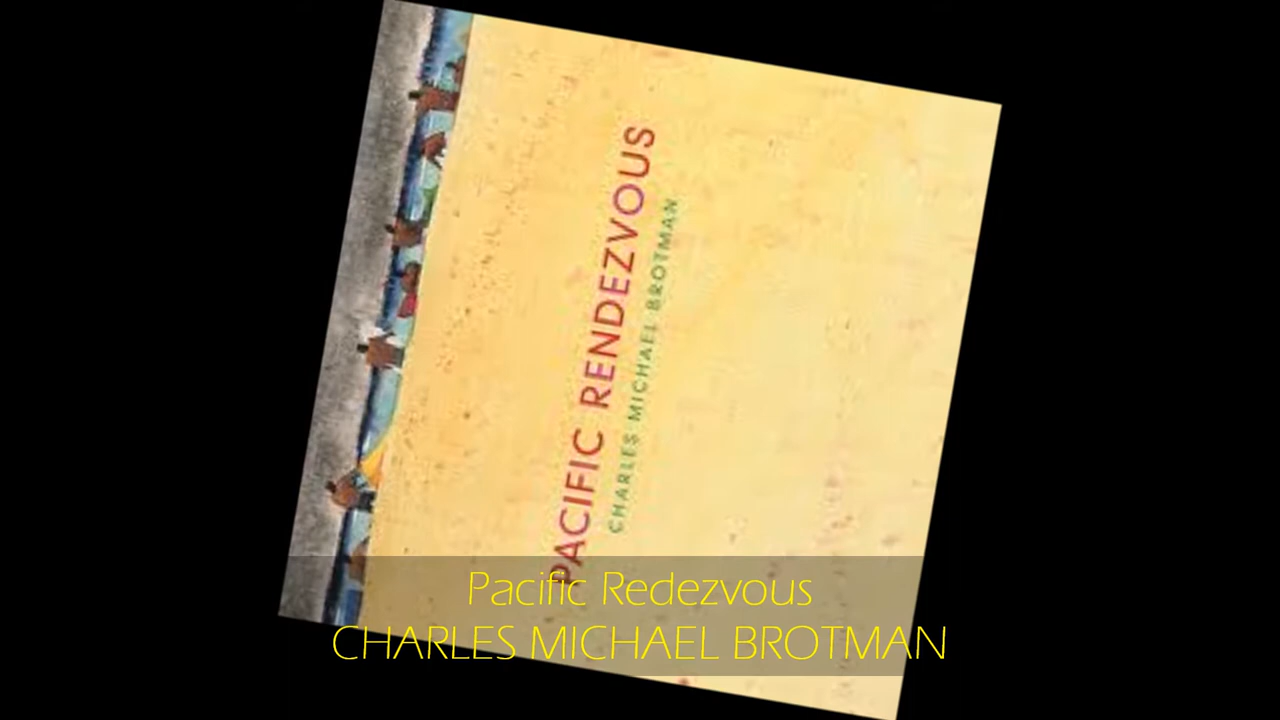 PACIFIC RENDEZVOUS
CHARLES MICHAEL BROTMAN
Pacific Redezvous
CHARLES MICHAEL BROTMAN